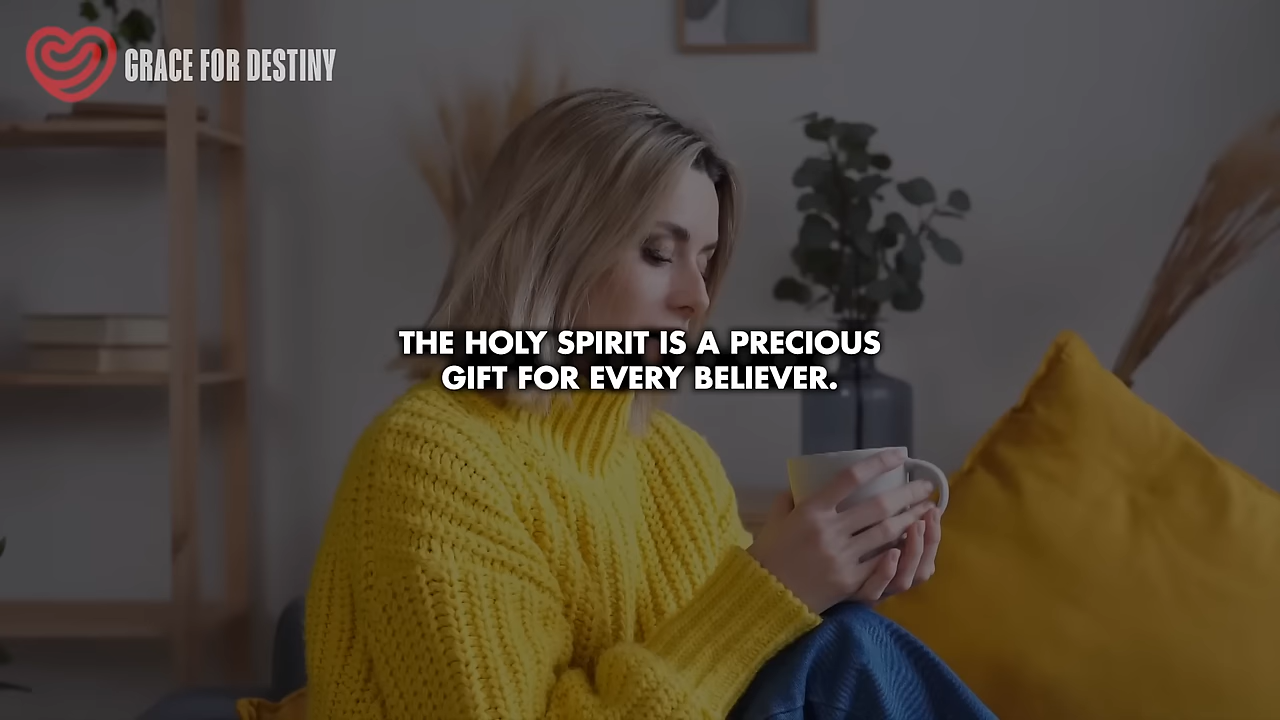 GRACE FOR DESTINY
THE HOLY SPIRIT IS A PRECIOUS
GIFT FOR EVERY BELIEVER.